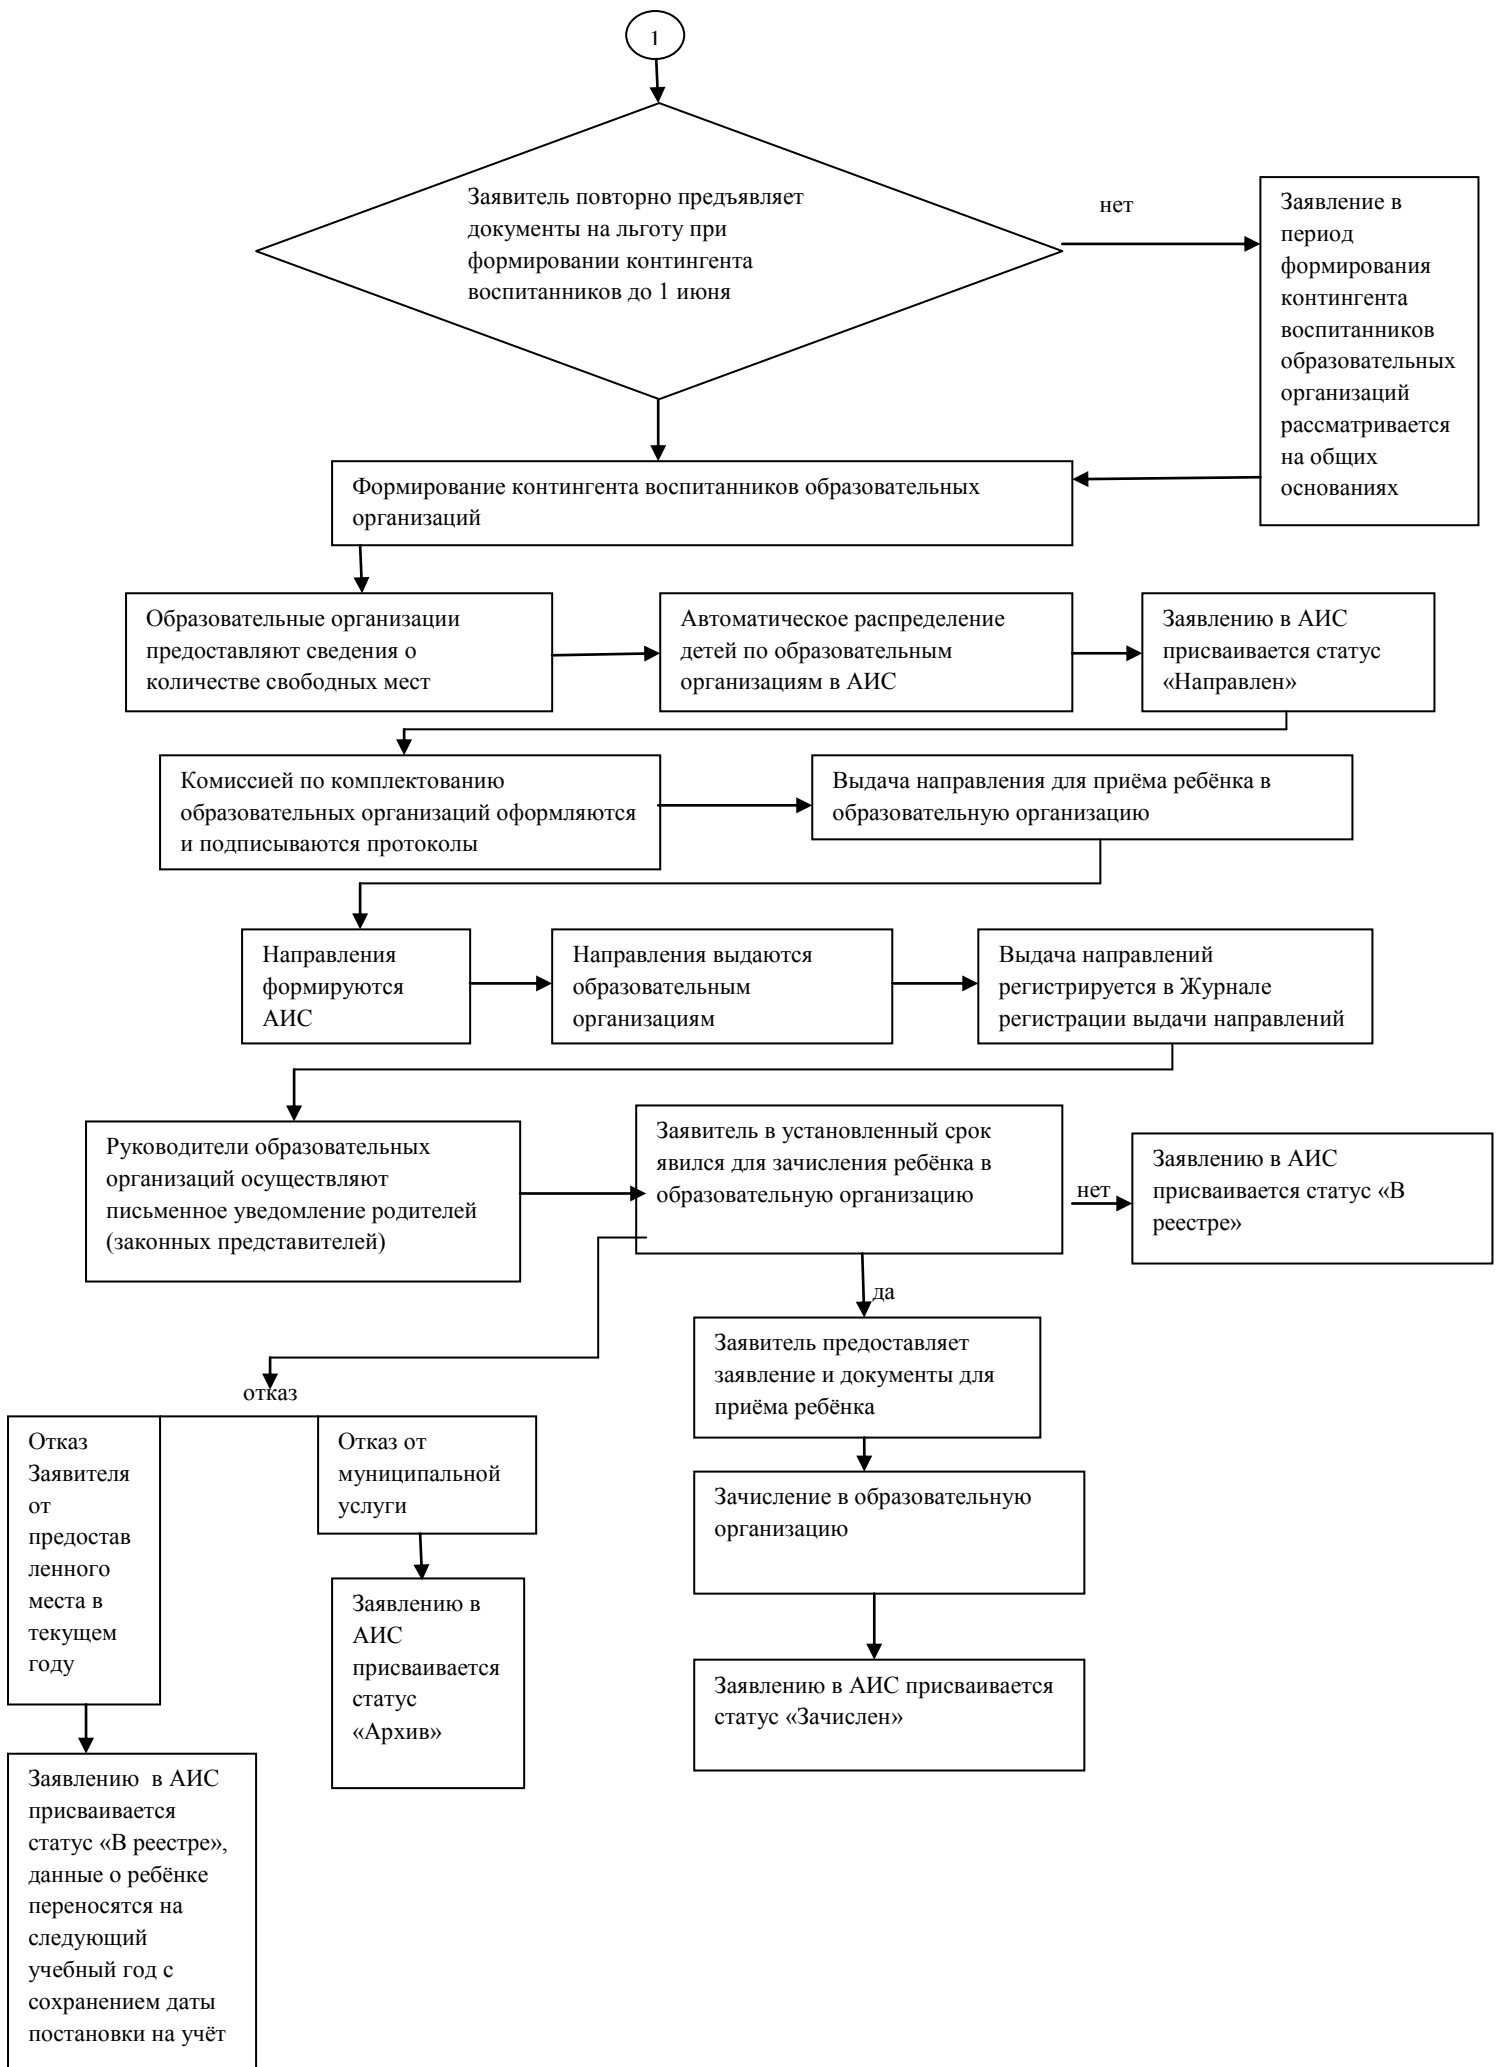 1
Заявитель повторно предъявляет
документы на льготу при
формировании контингента
воспитанников до 1 июня
нет
Заявление в
период
формирования
контингента
воспитанников
образовательных
организаций
рассматривается
на общих
основаниях
Формирование контингента воспитанников образовательных
организаций
Образовательные организации
предоставляют сведения о
количестве свободных мест
Автоматическое распределение
детей по образовательным
организациям в АИС
Заявлению в АИС
присваивается статус
«Направлен»
Комиссией по комплектованию
образовательных организаций оформляются
и подписываются протоколы
Выдача направления для приёма ребёнка в
образовательную организацию
Направления
формируются
АИС
Направления выдаются
образовательным
организациям
Выдача направлений
регистрируется в Журнале
регистрации выдачи направлений
Руководители образовательных
организаций осуществляют
письменное уведомление родителей
(законных представителей)
Заявитель в установленный срок
явился для зачисления ребёнка в
образовательную организацию
нет
Заявлению в АИС
присваивается статус «В
реестре»
да
Заявитель предоставляет
заявление и документы для
приёма ребёнка
отказ
Отказ
Заявителя
от
предостав
ленного
места в
текущем
году
Отказ от
муниципальной
услуги
Зачисление в образовательную
организацию
Заявлению в
АИС
присваивается
статус
«Архив»
Заявлению в АИС присваивается
статус «Зачислен»
Заявлению  в АИС
присваивается
статус «В реестре»,
данные о ребёнке
переносятся на
следующий
учебный год с
сохранением даты
постановки на учёт